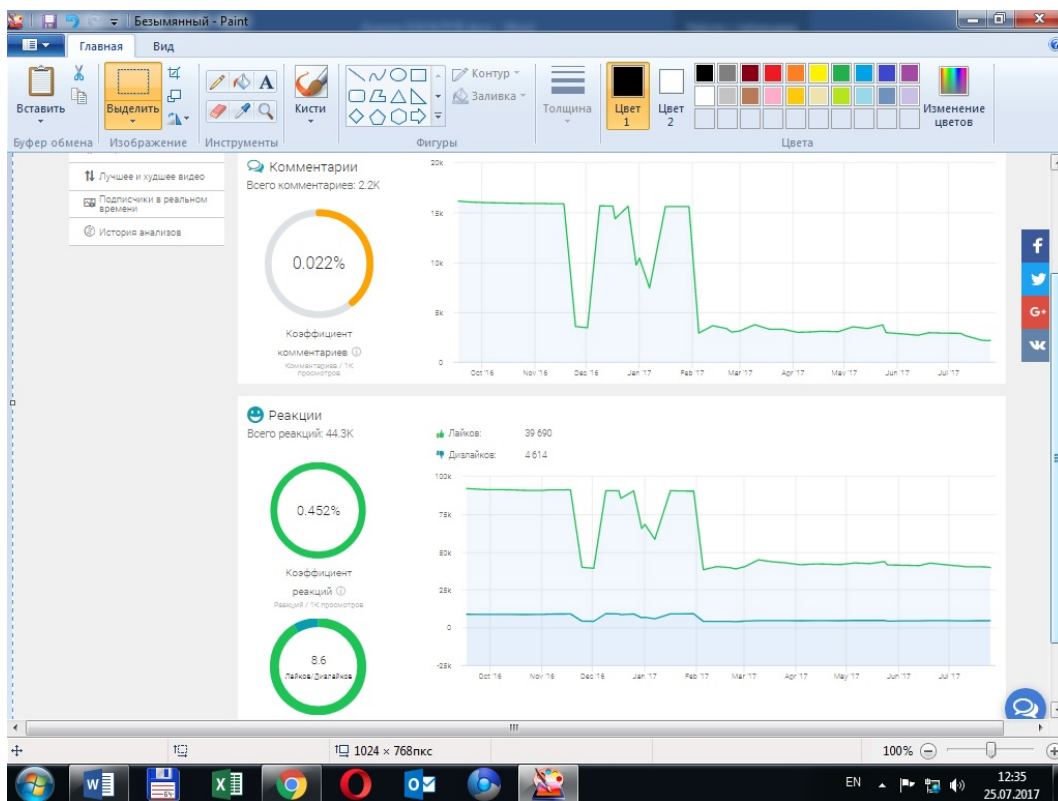 Безымянный - Paint
Главная Вид
Вставить Выделить Кисти Контур Заливка Толщина Цвет 1 Цвет 2 Изменение цветов
Буфер обмена Изображение Инструменты Фигуры Цвета
Лучшее и худшее видео
Подписчики в реальном
времени
История анализов
Комментарии
Всего комментариев: 2.2K
0.022%
Коэффициент
комментариев
Комментариев / 1K
просмотров
20k
15k
10k
5k
0
Oct '16 Nov '16 Dec '16 Jan '17 Feb '17 Mar '17 Apr '17 May '17 Jun '17 Jul '17
Реакции
Всего реакций: 44.3K
Лайков: 39 690
Дизлайков: 4 614
0.452%
Коэффициент
реакций
Реакций / 1K просмотров
8.6
Лайков/Дизлайков
100k
75k
50k
25k
0
-25k
Oct '16 Nov '16 Dec '16 Jan '17 Feb '17 Mar '17 Apr '17 May '17 Jun '17 Jul '17
1024 × 768пкс
100%
EN
12:35
25.07.2017